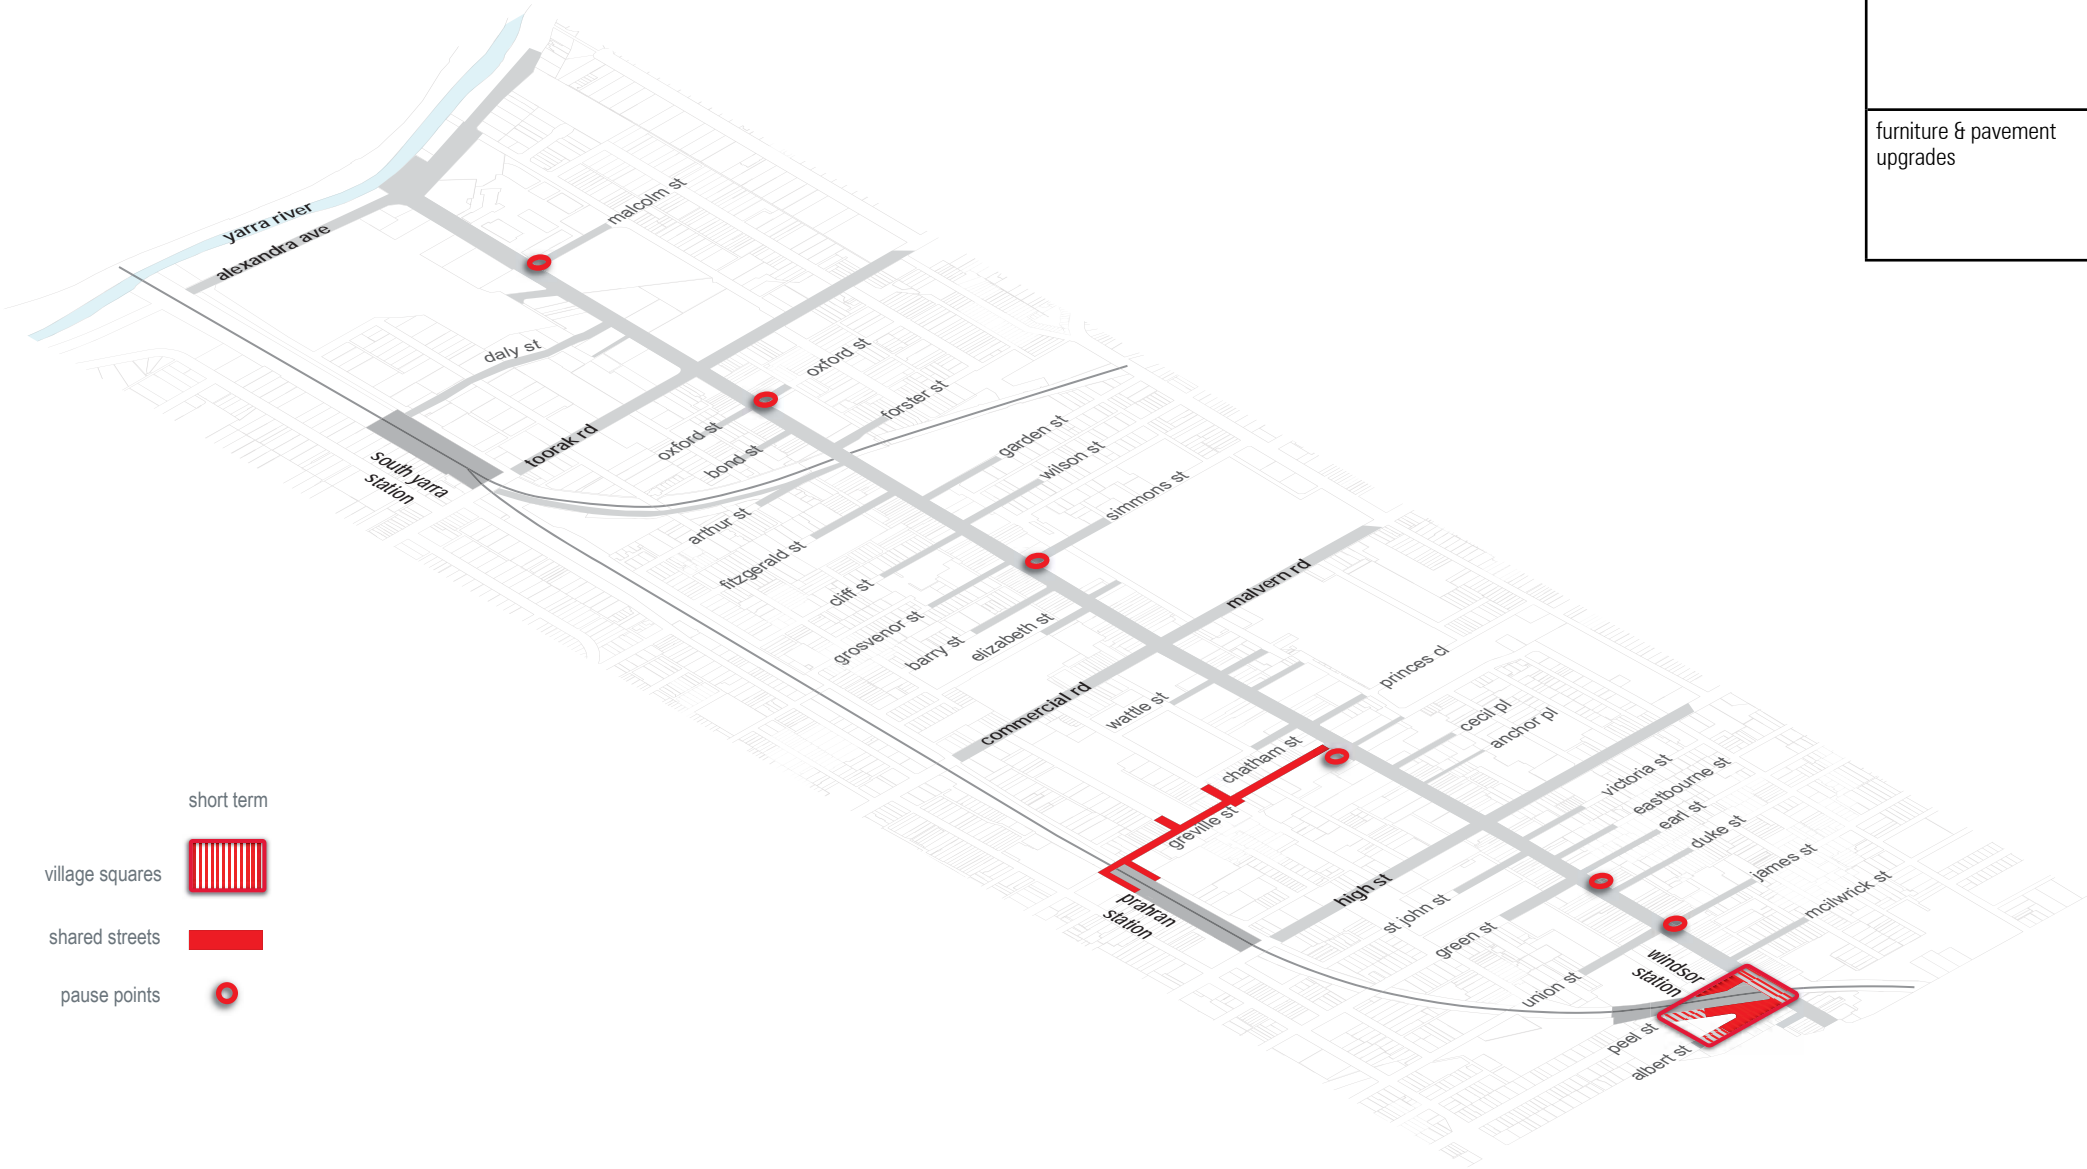 furniture & pavement
upgrades
malcolm st
yarra river
alexandra ave
daly st
oxford st
forster st
toorak rd
oxford st
bond st
south yarra
station
garden st
wilson st
simmons st
arthur st
fitzgerald st
cliff st
grosvenor st
barry st
elizabeth st
malvern rd
commercial rd
wattle st
princes cl
cecil pl
anchor pl
chatham st
greville st
victoria st
eastbourne st
earl st
duke st
james st
mcilwrick st
prahran
station
high st
st john st
green st
union st
windsor
station
peel st
albert st
short term
village squares
shared streets
pause points